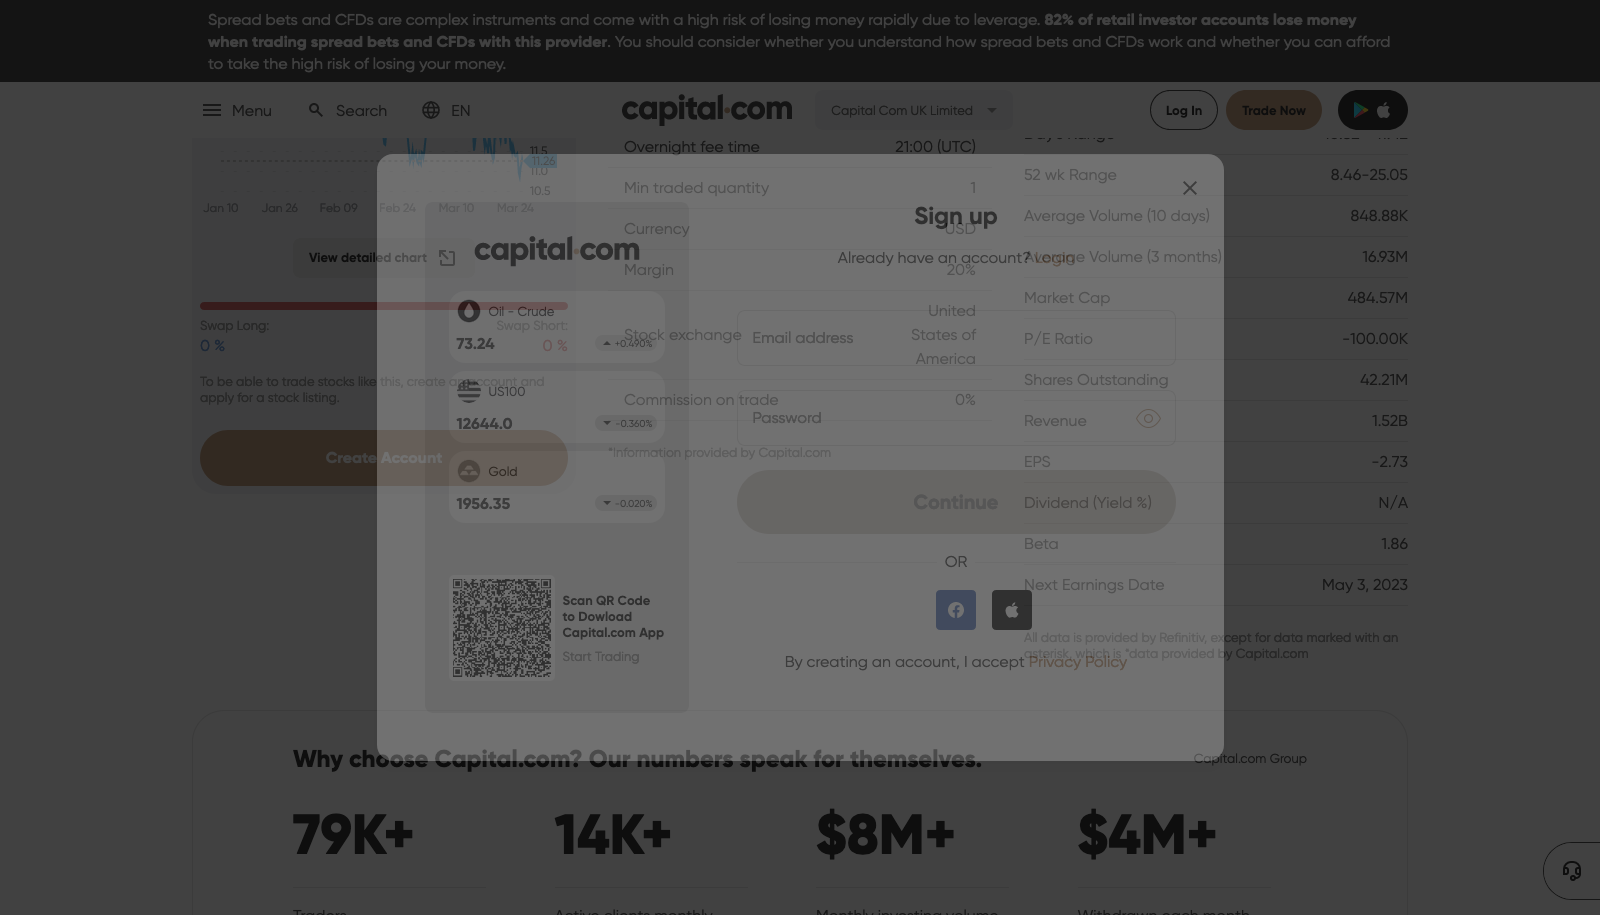 Spread bets and CFDs are complex instruments and come with a high risk of losing money rapidly due to leverage. 82% of retail investor accounts lose money
when trading spread bets and CFDs with this provider. You should consider whether you understand how spread bets and CFDs work and whether you can afford
to take the high risk of losing your money.
Menu
Search
EN
capital.com
Capital Com UK Limited
Log In
Trade Now
11.5
11.26
11.0
10.5
Jan 10
Jan 26
Feb 09
Feb 24
Mar 10
Mar 24
View detailed chart
Swap Long:
0 %
Swap Short:
0 %
To be able to trade stocks like this, create an account and
apply for a stock listing.
Create Account
Overnight fee time
21:00 (UTC)
Min traded quantity
1
Currency
USD
Margin
20%
Stock exchange
United
States of
America
Commission on trade
0%
*Information provided by Capital.com
52 wk Range
8.46-25.05
Average Volume (10 days)
848.88K
Average Volume (3 months)
16.93M
Market Cap
484.57M
P/E Ratio
-100.00K
Shares Outstanding
42.21M
Revenue
1.52B
EPS
-2.73
Dividend (Yield %)
N/A
Beta
1.86
Next Earnings Date
May 3, 2023
All data is provided by Refinitiv, except for data marked with an
asterisk, which is *data provided by Capital.com
capital.com
Oil - Crude
73.24
+0.490%
US100
12644.0
-0.360%
Gold
1956.35
-0.020%
Scan QR Code
to Dowload
Capital.com App
Start Trading
Sign up
Already have an account? Login
Email address
Password
Continue
OR
By creating an account, I accept Privacy Policy
Why choose Capital.com? Our numbers speak for themselves.
Capital.com Group
79K+
14K+
$8M+
$4M+
Traders
Active clients monthly
Monthly investing volume
Withdrawn each month